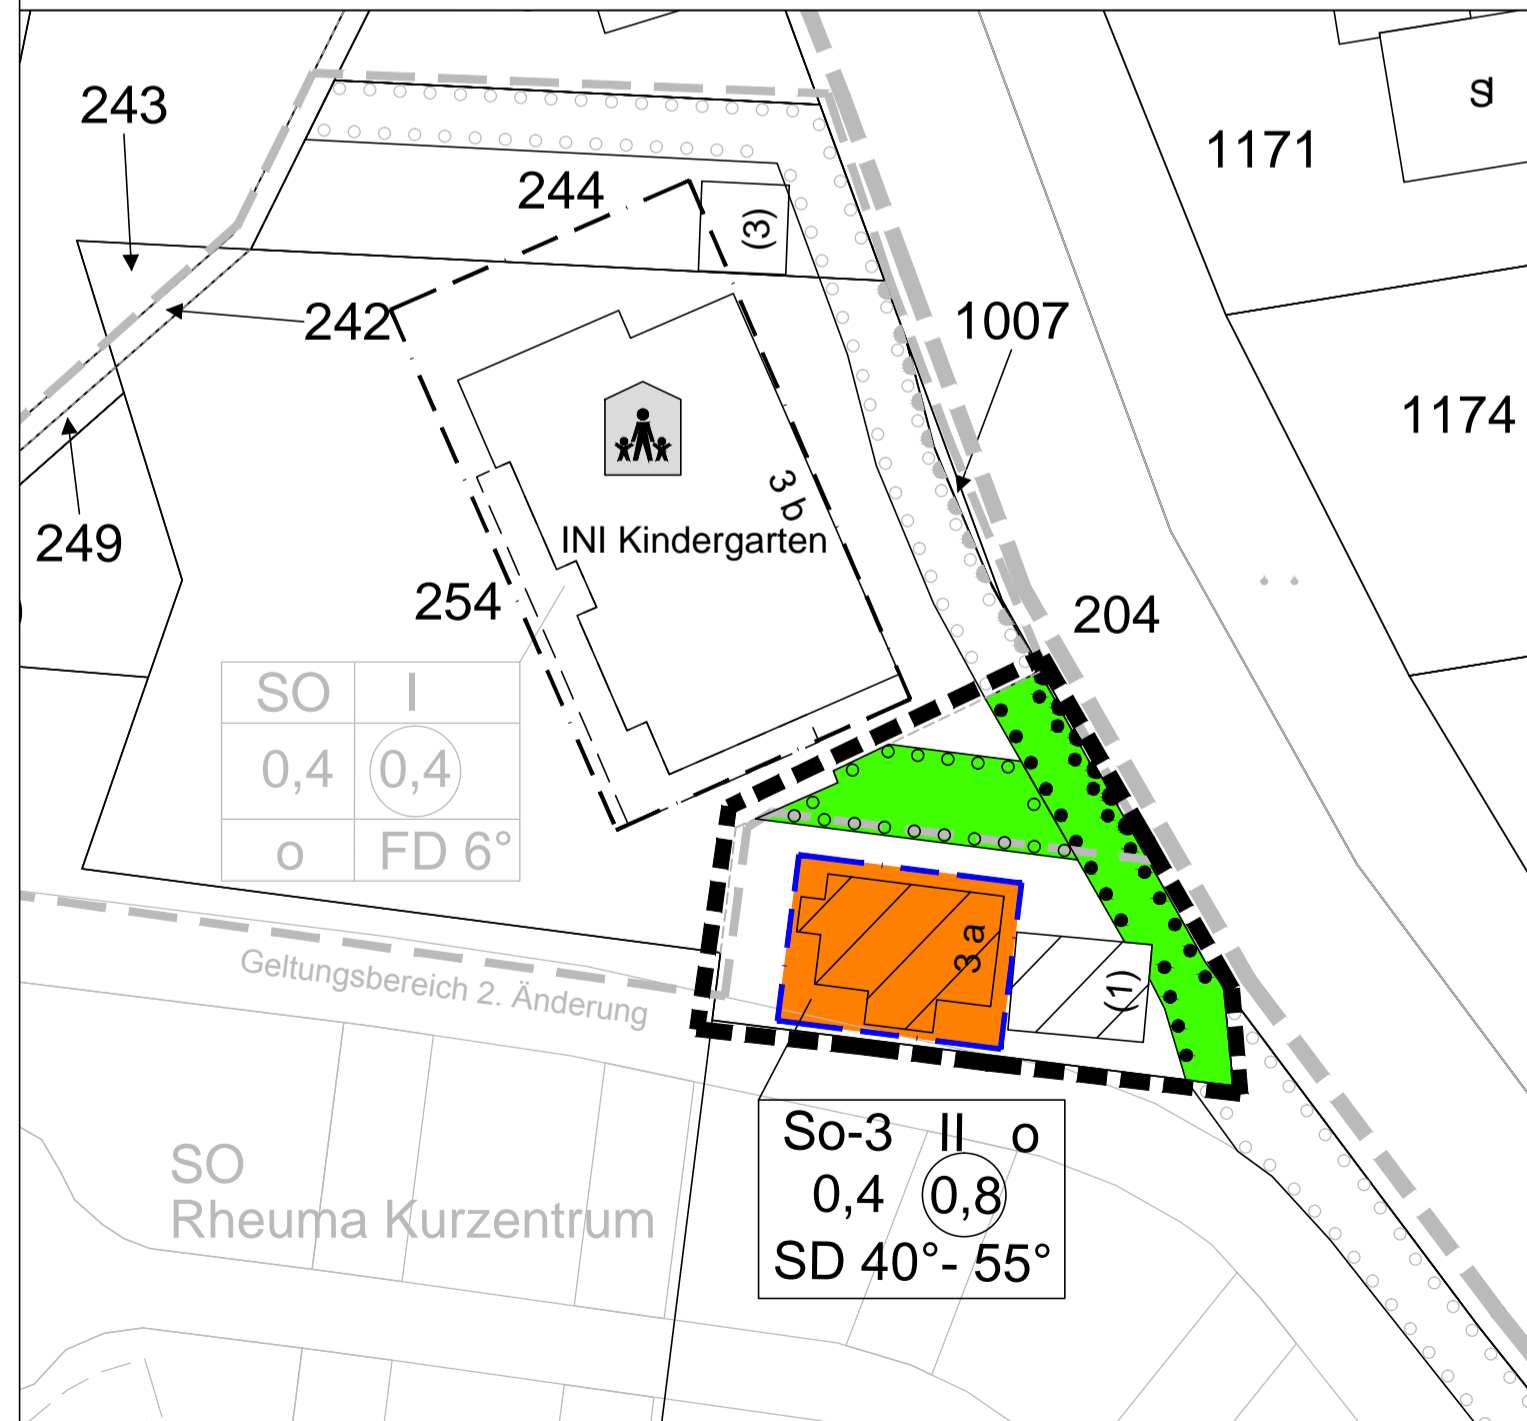 243
244
(3)
1171
242
1007
1174
3 b
INI Kindergarten
249
254
204
SO I
0,4 0,4
o FD 6°
3 a
(1)
Geltungsbereich 2. Änderung
So-3 II o
0,4 0,8
SD 40°- 55°
SO
Rheuma Kurzentrum